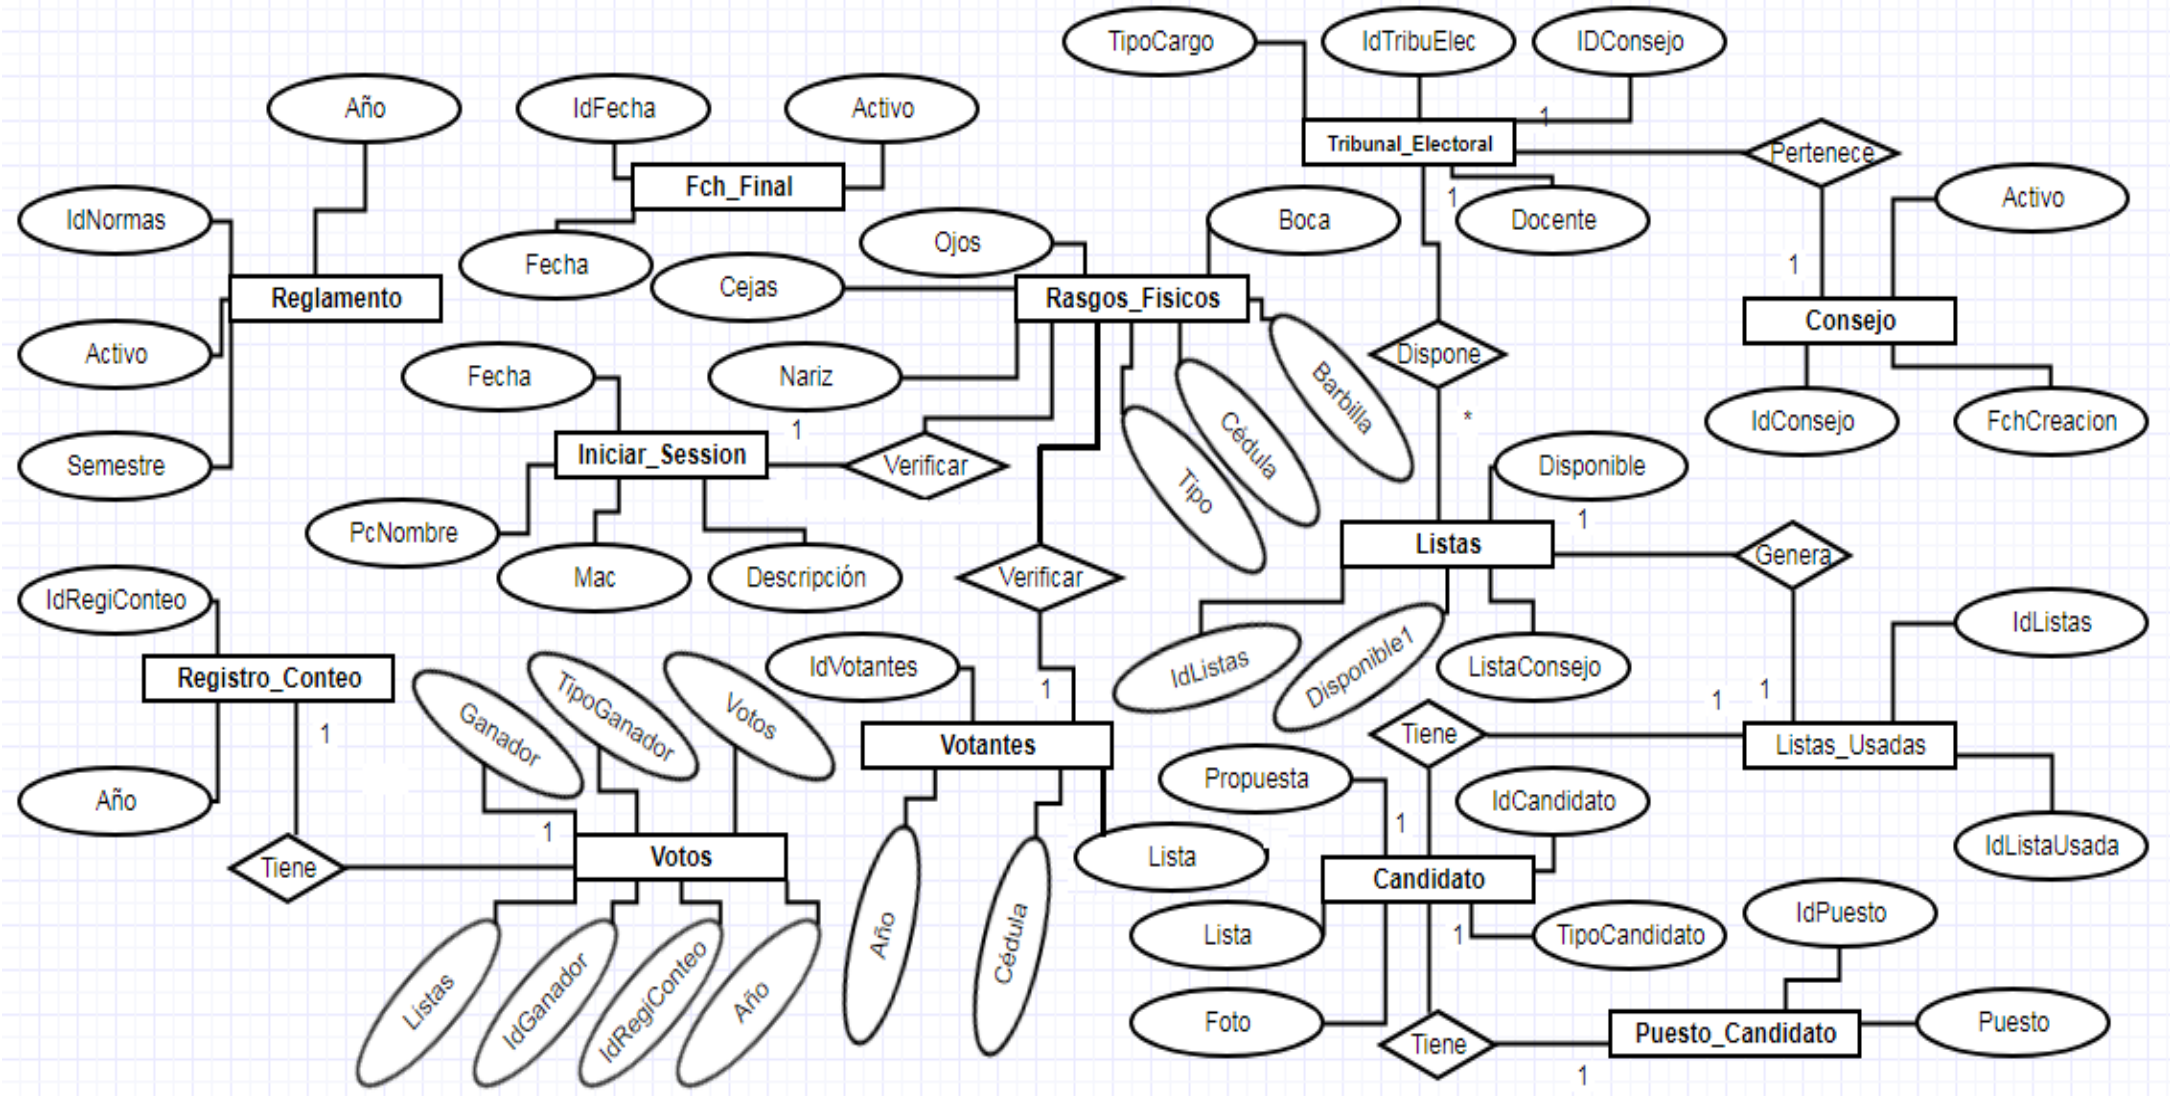 TipoCargo
IdTribuElec
IDConsejo
Año
IdFecha
Activo
1
Tribunal_Electoral
Pertenece
Fch_Final
IdNormas
Boca
1
Docente
Activo
Ojos
Fecha
Cejas
1
Reglamento
Rasgos_Fisicos
Consejo
Activo
Dispone
Fecha
Nariz
Barbilla
*
IdConsejo
FchCreacion
1
Cédula
Iniciar_Session
Verificar
Semestre
Tipo
Disponible
1
PcNombre
Listas
Genera
Mac
Descripción
Verificar
IdRegiConteo
IdListas
IdVotantes
IdListas
Disponible1
ListaConsejo
Registro_Conteo
1
1
1
Ganador
TipoGanador
Votos
1
Votantes
Tiene
Listas_Usadas
Propuesta
Año
IdCandidato
1
1
IdListaUsada
Votos
Lista
Tiene
Candidato
IdPuesto
Año
Cédula
Lista
1
TipoCandidato
Listas
IdGanador
IdRegiConteo
Año
Foto
Tiene
Puesto_Candidato
Puesto
1